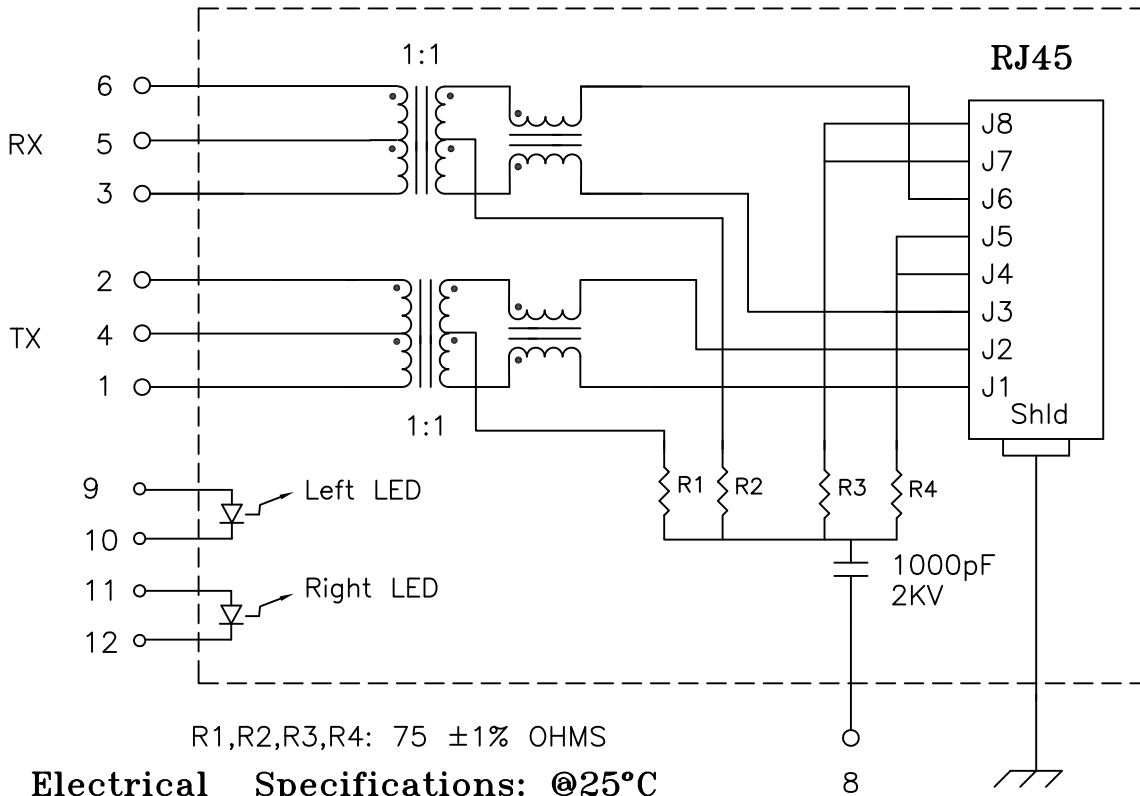 1:1
RJ45
6
RX
5
3
J8
J7
J6
J5
J4
J3
J2
J1
Shld
2
TX
4
1
1:1
9
Left LED
10
R1
R2
R3
R4
11
Right LED
12
1000pF
2KV
R1,R2,R3,R4: 75 ±1% OHMS
Electrical Specifications: @25°C
8